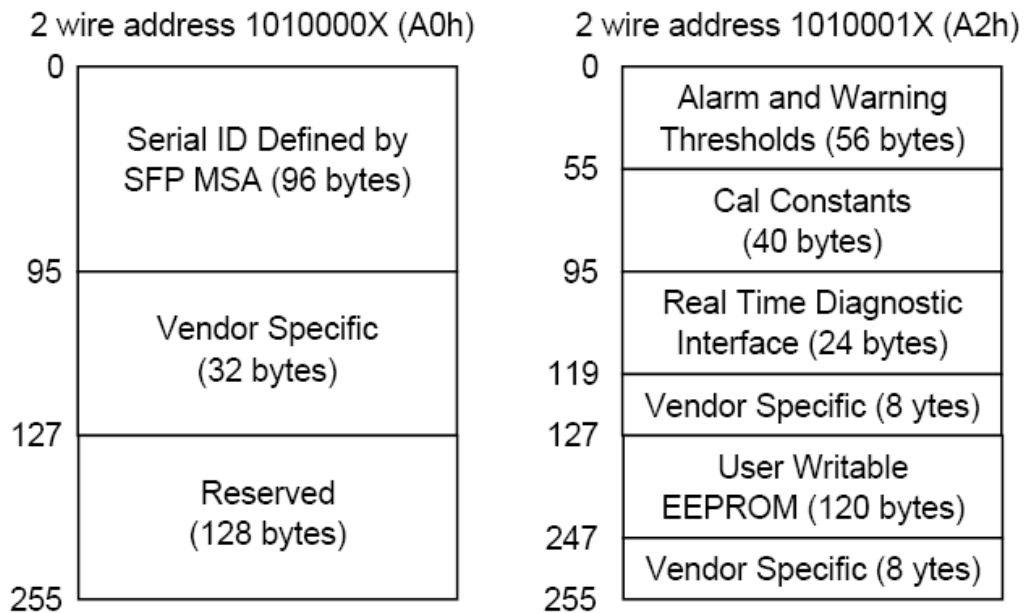 2 wire address 1010000X (A0h)
0
Serial ID Defined by
SFP MSA (96 bytes)
95
Vendor Specific
(32 bytes)
127
Reserved
(128 bytes)
255
2 wire address 1010001X (A2h)
0
Alarm and Warning
Thresholds (56 bytes)
55
Cal Constants
(40 bytes)
95
Real Time Diagnostic
Interface (24 bytes)
119
Vendor Specific (8 ytes)
127
User Writable
EEPROM (120 bytes)
247
Vendor Specific (8 ytes)
255